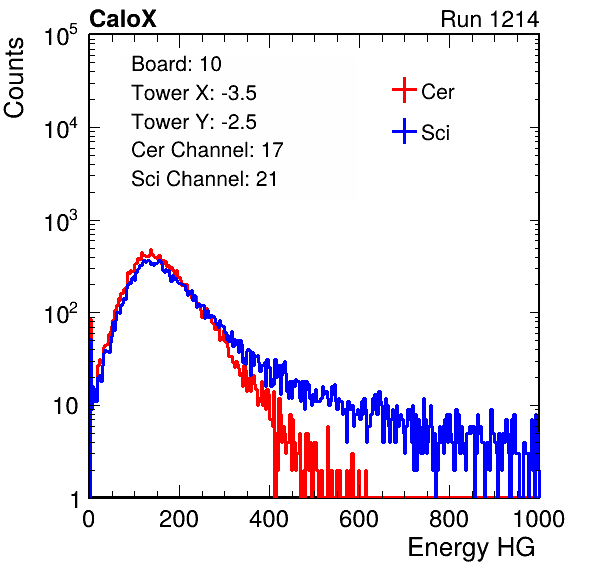 CaloX Run 1214
Counts
10^5
10^4
10^3
10^2
10
1
Board: 10
Tower X: -3.5
Tower Y: -2.5
Cer Channel: 17
Sci Channel: 21
Cer
Sci
0 200 400 600 800 1000
Energy HG